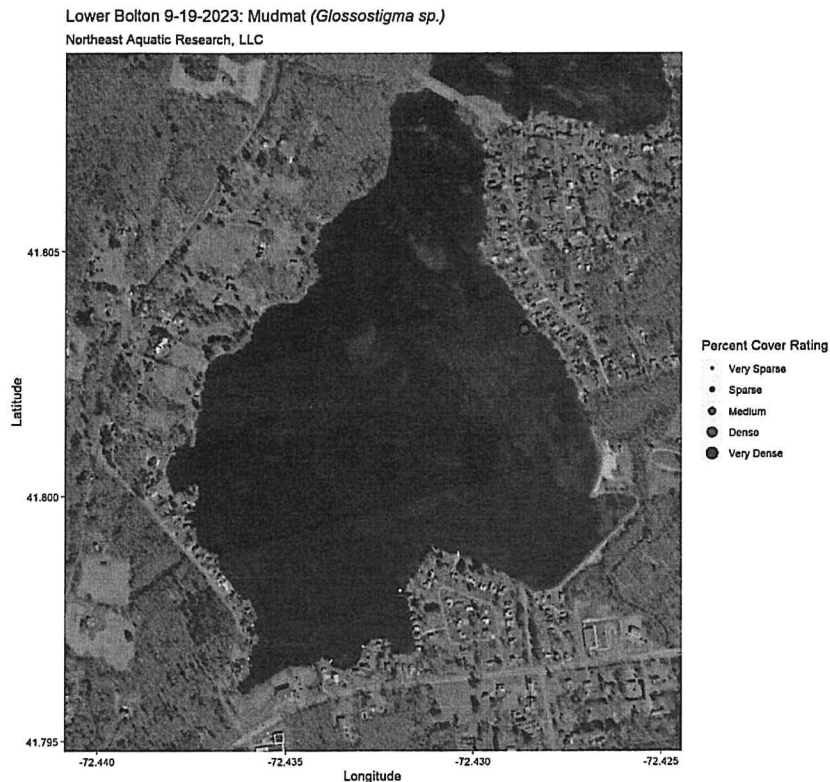 Lower Bolton 9-19-2023: Mudmat (Glossostigma sp.)
Northeast Aquatic Research, LLC
41.805
41.800
41.795
Latitude
-72.440
-72.435
-72.430
-72.425
Longitude
Percent Cover Rating
Very Sparse
Sparse
Medium
Dense
Very Dense